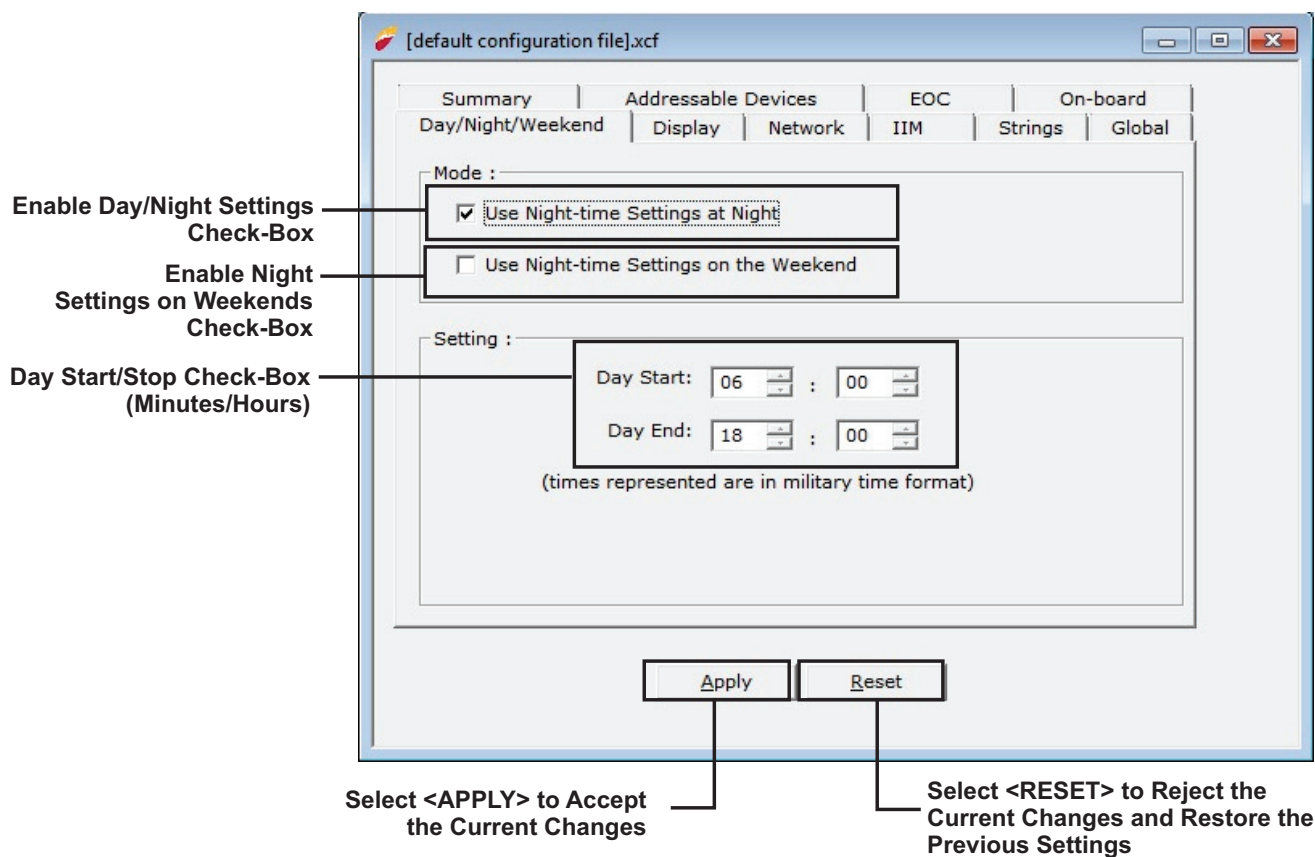 [default configuration file].xcf
Summary
Addressable Devices
EOC
On-board
Day/Night/Weekend
Display
Network
IIM
Strings
Global
Mode :
Enable Day/Night Settings
Check-Box
Use Night-time Settings at Night
Enable Night
Settings on Weekends
Check-Box
Use Night-time Settings on the Weekend
Setting :
Day Start/Stop Check-Box
(Minutes/Hours)
Day Start: 06 : 00
Day End: 18 : 00
(times represented are in military time format)
Apply
Reset
Select <APPLY> to Accept
the Current Changes
Select <RESET> to Reject the
Current Changes and Restore the
Previous Settings